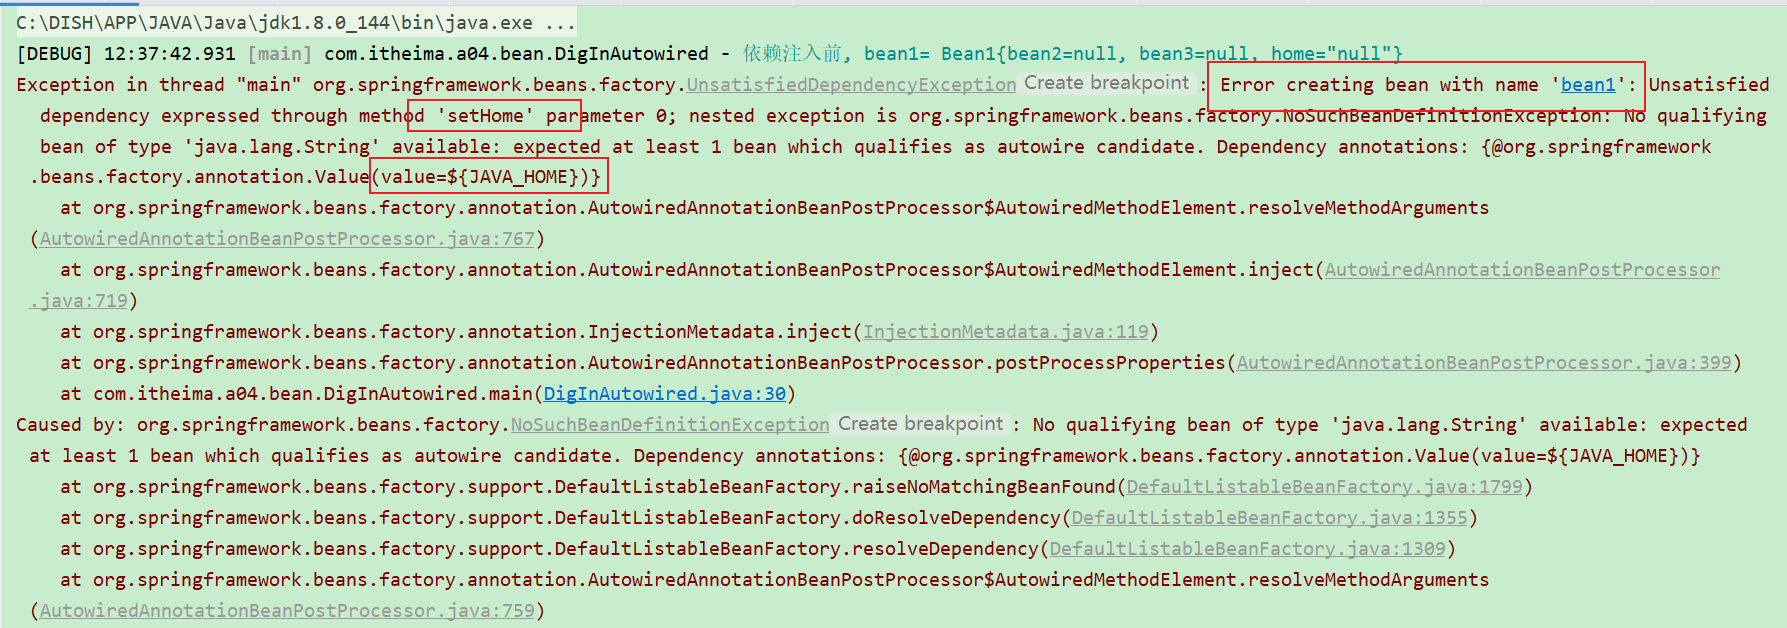 C:\DISH\APP\JAVA\Java\jdk1.8.0_144\bin\java.exe ...
[DEBUG] 12:37:42.931 [main] com.itheima.a04.bean.DigInAutowired - 依赖注入前, bean1= Bean1{bean2=null, bean3=null, home="null"}
Exception in thread "main" org.springframework.beans.factory.UnsatisfiedDependencyException Create breakpoint : Error creating bean with name 'bean1': Unsatisfied
dependency expressed through method 'setHome' parameter 0; nested exception is org.springframework.beans.factory.NoSuchBeanDefinitionException: No qualifying
bean of type 'java.lang.String' available: expected at least 1 bean which qualifies as autowire candidate. Dependency annotations: {@org.springframework
.beans.factory.annotation.Value(value=${JAVA_HOME})}
at org.springframework.beans.factory.annotation.AutowiredAnnotationBeanPostProcessor$AutowiredMethodElement.resolveMethodArguments
(AutowiredAnnotationBeanPostProcessor.java:767)
at org.springframework.beans.factory.annotation.AutowiredAnnotationBeanPostProcessor$AutowiredMethodElement.inject(AutowiredAnnotationBeanPostProcessor
.java:719)
at org.springframework.beans.factory.annotation.InjectionMetadata.inject(InjectionMetadata.java:119)
at org.springframework.beans.factory.annotation.AutowiredAnnotationBeanPostProcessor.postProcessProperties(AutowiredAnnotationBeanPostProcessor.java:399)
at com.itheima.a04.bean.DigInAutowired.main(DigInAutowired.java:30)
Caused by: org.springframework.beans.factory.NoSuchBeanDefinitionException Create breakpoint : No qualifying bean of type 'java.lang.String' available: expected
at least 1 bean which qualifies as autowire candidate. Dependency annotations: {@org.springframework.beans.factory.annotation.Value(value=${JAVA_HOME})}
at org.springframework.beans.factory.support.DefaultListableBeanFactory.raiseNoMatchingBeanFound(DefaultListableBeanFactory.java:1799)
at org.springframework.beans.factory.support.DefaultListableBeanFactory.doResolveDependency(DefaultListableBeanFactory.java:1355)
at org.springframework.beans.factory.support.DefaultListableBeanFactory.resolveDependency(DefaultListableBeanFactory.java:1309)
at org.springframework.beans.factory.annotation.AutowiredAnnotationBeanPostProcessor$AutowiredMethodElement.resolveMethodArguments
(AutowiredAnnotationBeanPostProcessor.java:759)